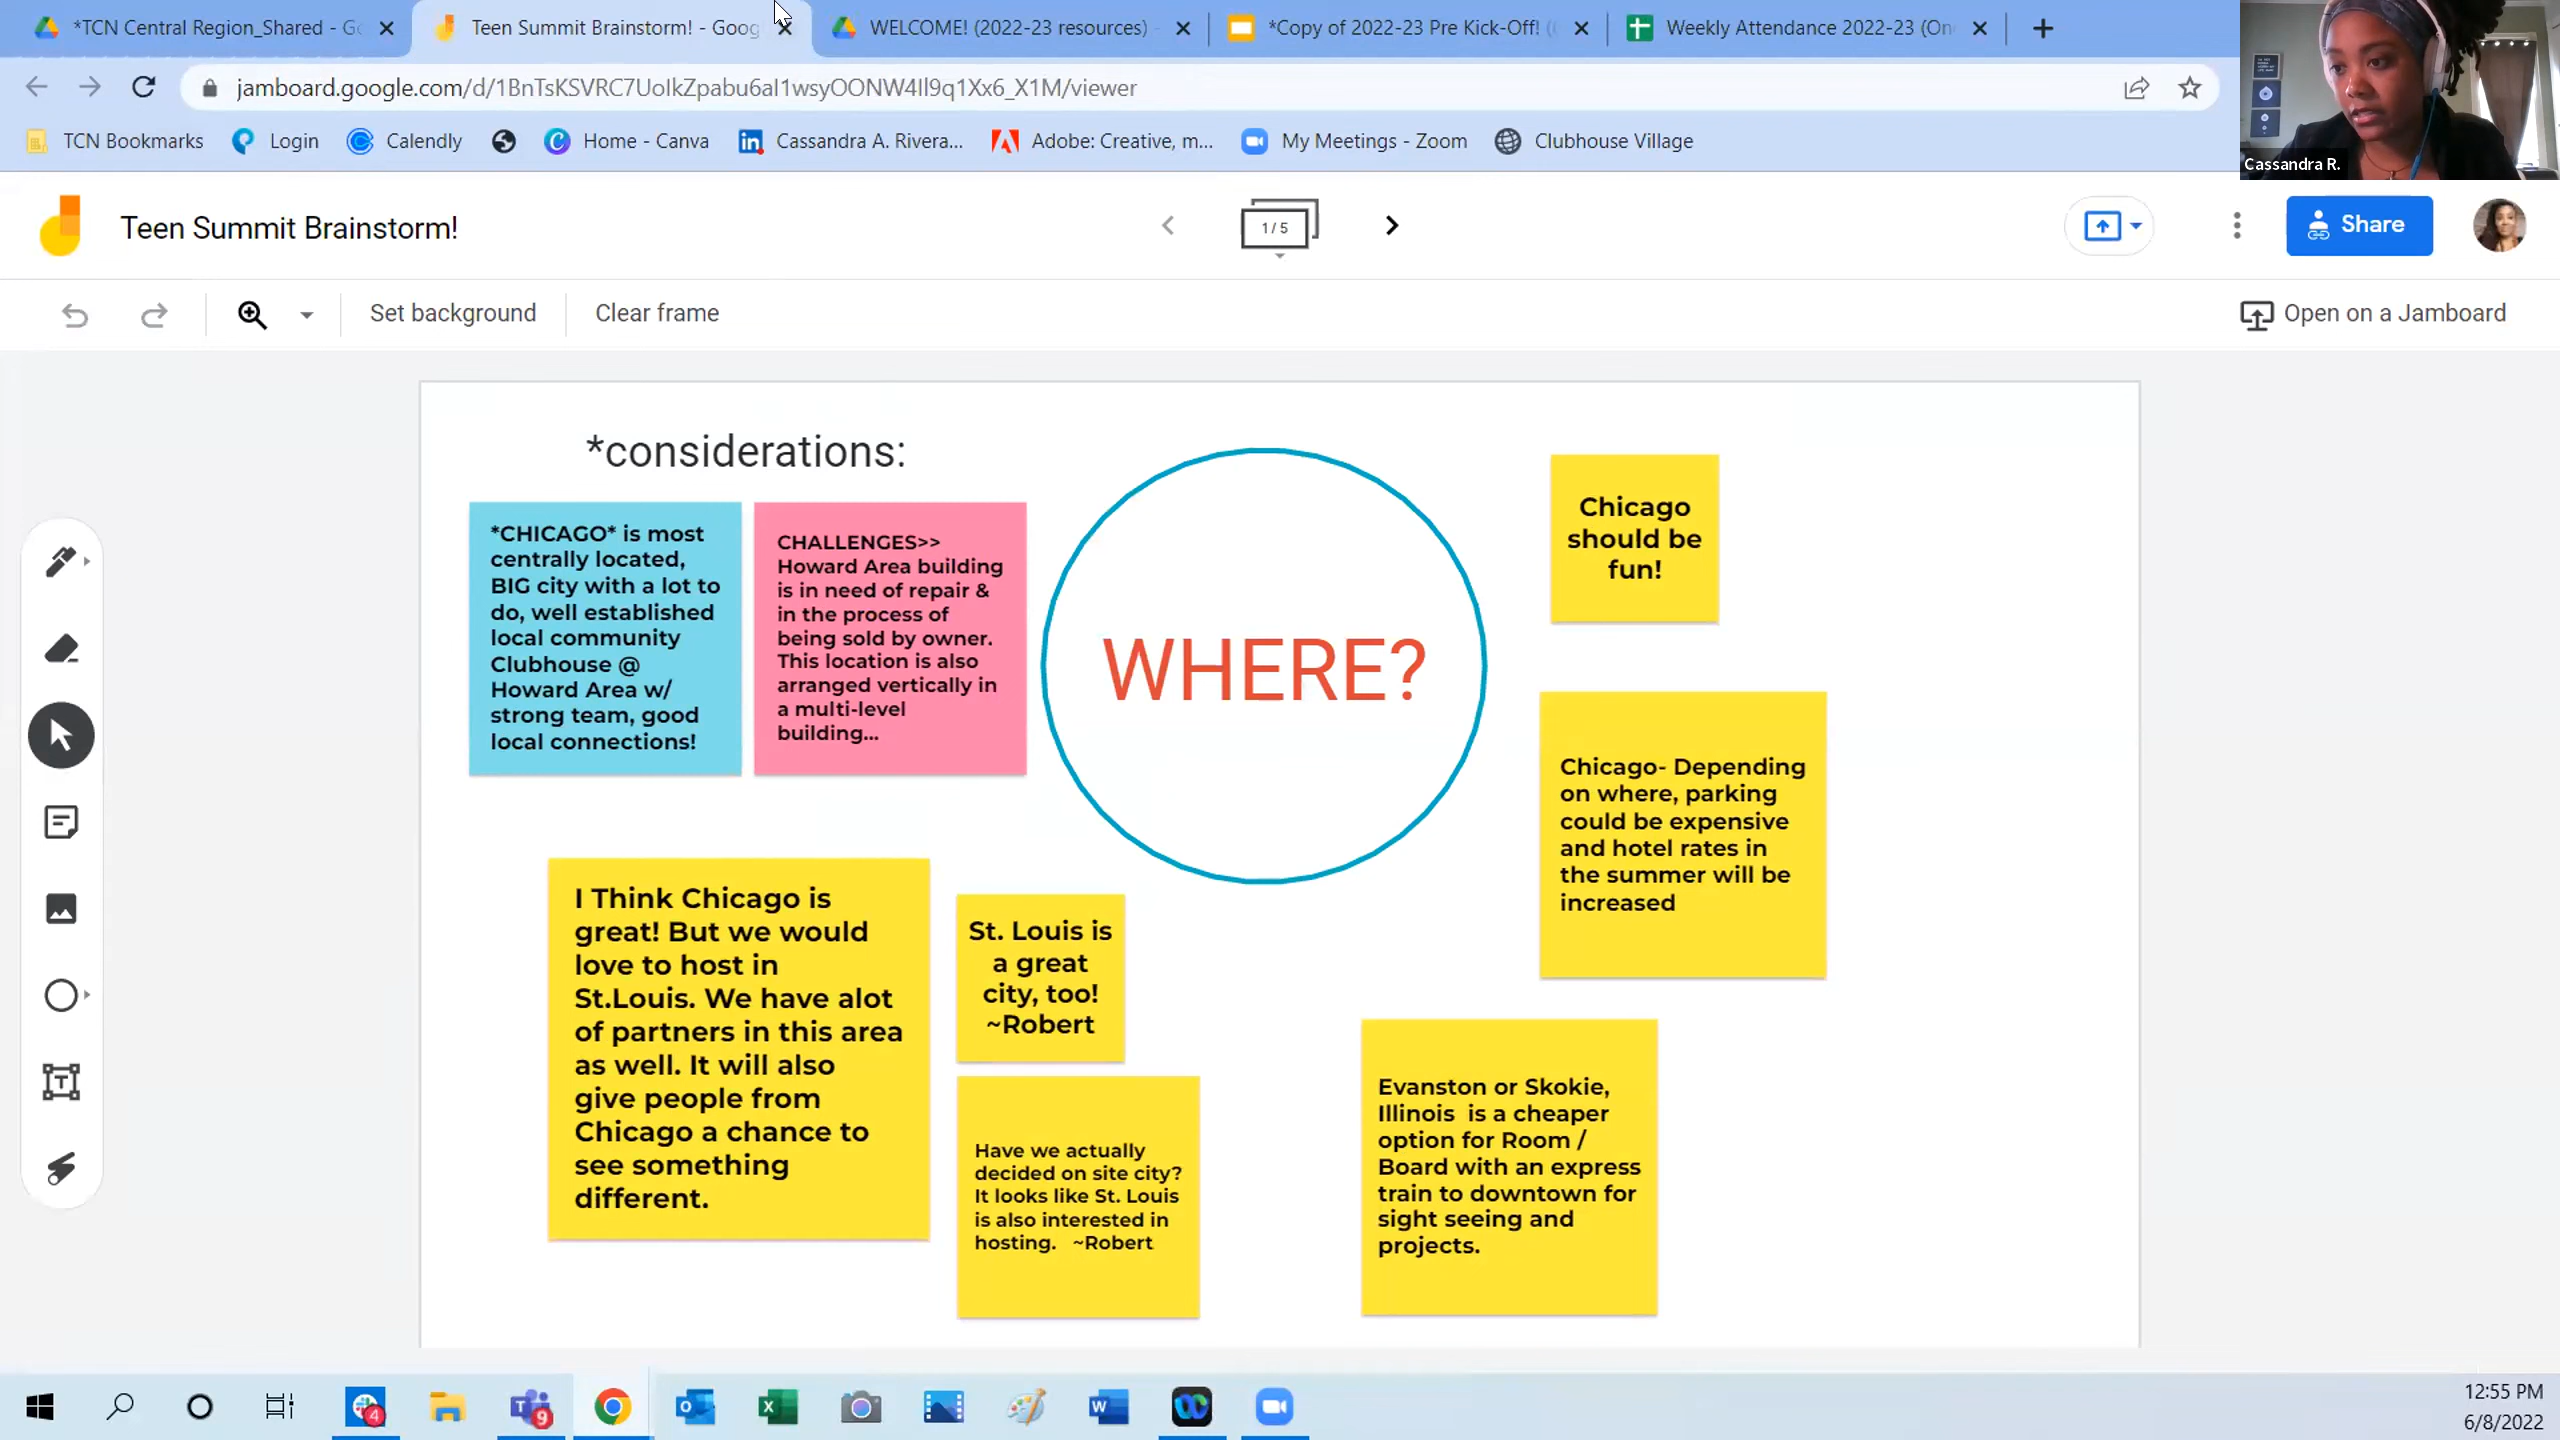 *TCN Central Region_Shared - Go
Teen Summit Brainstorm! - Goog
WELCOME! (2022-23 resources) -
*Copy of 2022-23 Pre Kick-Off! (
Weekly Attendance 2022-23 (On
jamboard.google.com/d/1BnTsKSVRC7UoIkZpabu6aI1wsyOONW4Il9q1Xx6_X1M/viewer
TCN Bookmarks
Login
Calendly
Home - Canva
Cassandra A. Rivera...
Adobe: Creative, m...
My Meetings - Zoom
Clubhouse Village
Cassandra R.
Teen Summit Brainstorm!
1 / 5
Share
Set background
Clear frame
Open on a Jamboard
*considerations:
*CHICAGO* is most
centrally located,
BIG city with a lot to
do, well established
local community
Clubhouse @
Howard Area w/
strong team, good
local connections!
CHALLENGES>>
Howard Area building
is in need of repair &
in the process of
being sold by owner.
This location is also
arranged vertically in
a multi-level
building...
WHERE?
Chicago
should be
fun!
Chicago- Depending
on where, parking
could be expensive
and hotel rates in
the summer will be
increased
I Think Chicago is
great! But we would
love to host in
St.Louis. We have alot
of partners in this area
as well. It will also
give people from
Chicago a chance to
see something
different.
St. Louis is
a great
city, too!
~Robert
Have we actually
decided on site city?
It looks like St. Louis
is also interested in
hosting. ~Robert
Evanston or Skokie,
Illinois is a cheaper
option for Room /
Board with an express
train to downtown for
sight seeing and
projects.
4
9
12:55 PM
6/8/2022